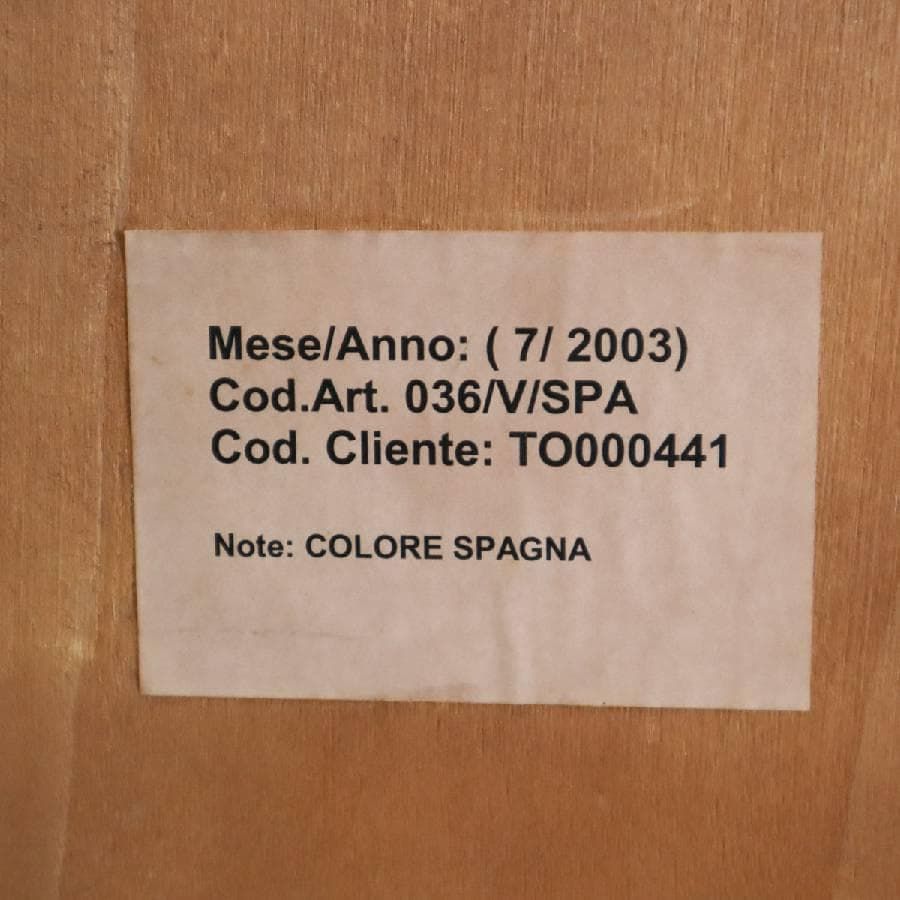 Mese/Anno: ( 7/ 2003)
Cod.Art. 036/V/SPA
Cod. Cliente: TO000441
Note: COLORE SPAGNA